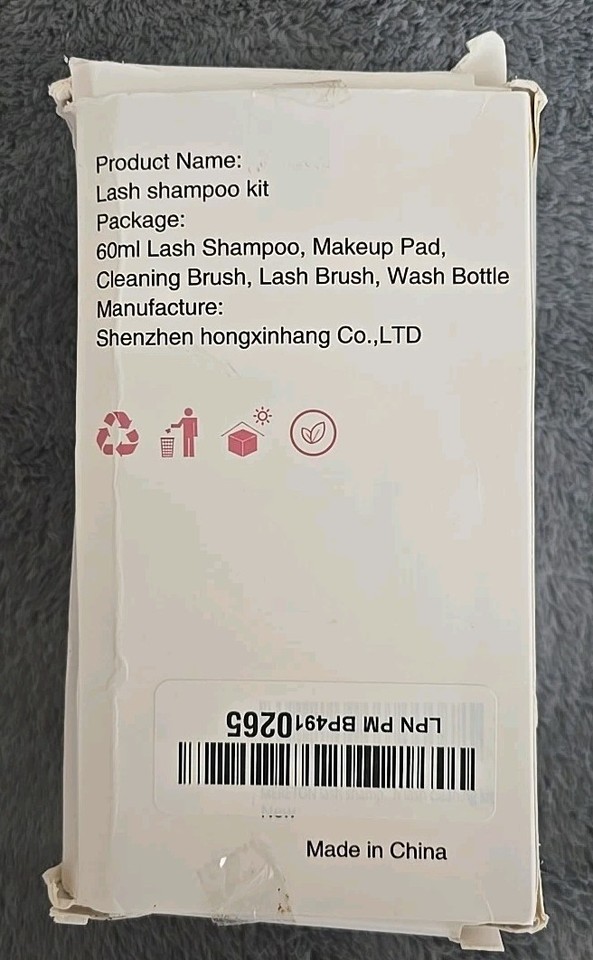 Product Name:
Lash shampoo kit
Package:
60ml Lash Shampoo, Makeup Pad,
Cleaning Brush, Lash Brush, Wash Bottle
Manufacture:
Shenzhen hongxinhang Co.,LTD
LPN PM BP4910265
New
Made in China